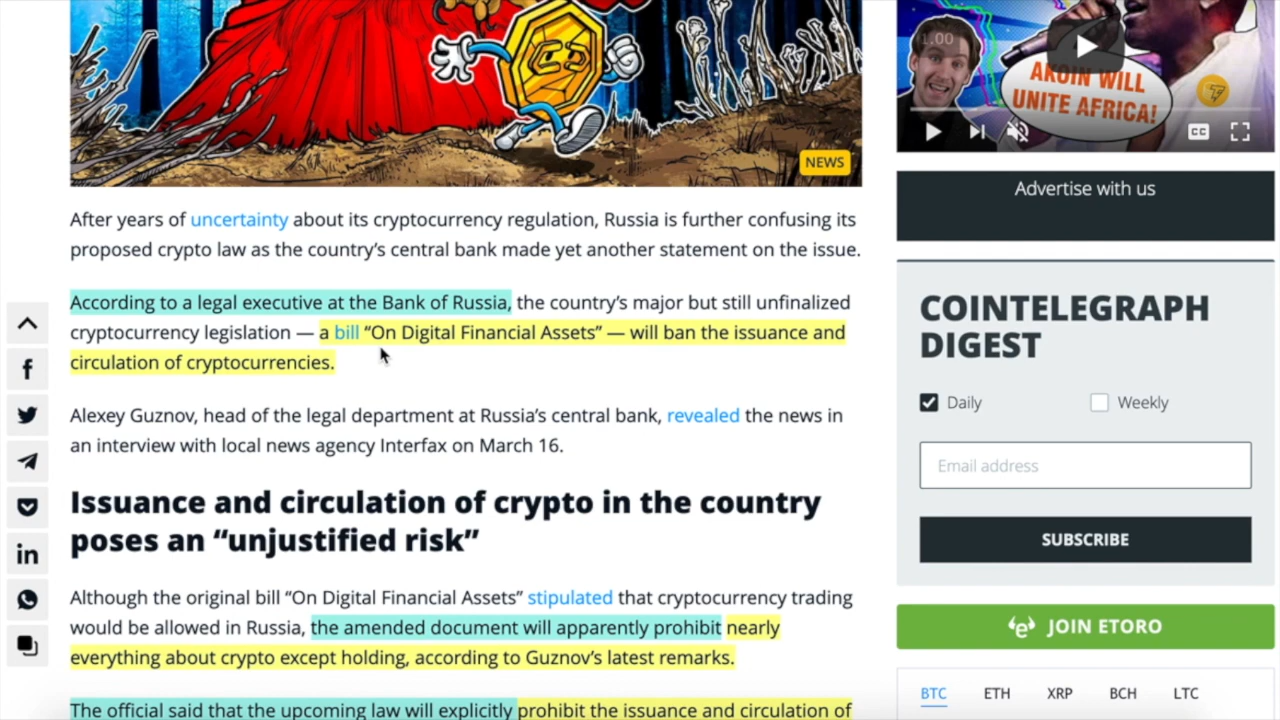 NEWS
After years of uncertainty about its cryptocurrency regulation, Russia is further confusing its
proposed crypto law as the country’s central bank made yet another statement on the issue.
According to a legal executive at the Bank of Russia, the country’s major but still unfinalized
cryptocurrency legislation — a bill “On Digital Financial Assets” — will ban the issuance and
circulation of cryptocurrencies.
Alexey Guznov, head of the legal department at Russia’s central bank, revealed the news in
an interview with local news agency Interfax on March 16.
Issuance and circulation of crypto in the country
poses an “unjustified risk”
Although the original bill “On Digital Financial Assets” stipulated that cryptocurrency trading
would be allowed in Russia, the amended document will apparently prohibit nearly
everything about crypto except holding, according to Guznov’s latest remarks.
The official said that the upcoming law will explicitly prohibit the issuance and circulation of
1.00
AKOIN WILL
UNITE AFRICA!
CC
Advertise with us
COINTELEGRAPH
DIGEST
Daily Weekly
Email address
SUBSCRIBE
JOIN ETORO
BTC ETH XRP BCH LTC